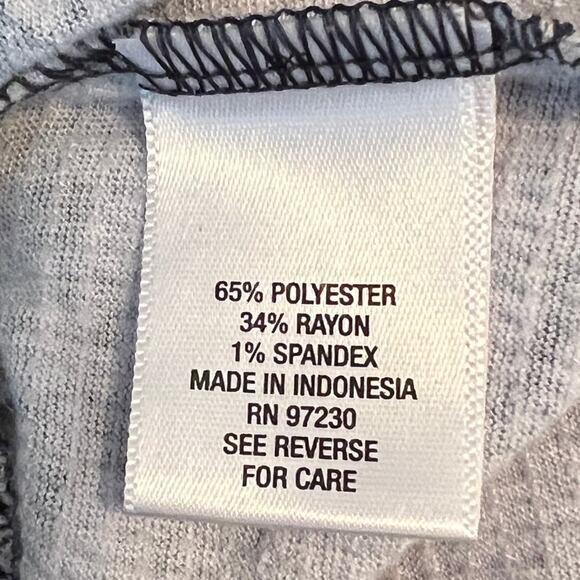 65% POLYESTER
34% RAYON
1% SPANDEX
MADE IN INDONESIA
RN 97230
SEE REVERSE
FOR CARE